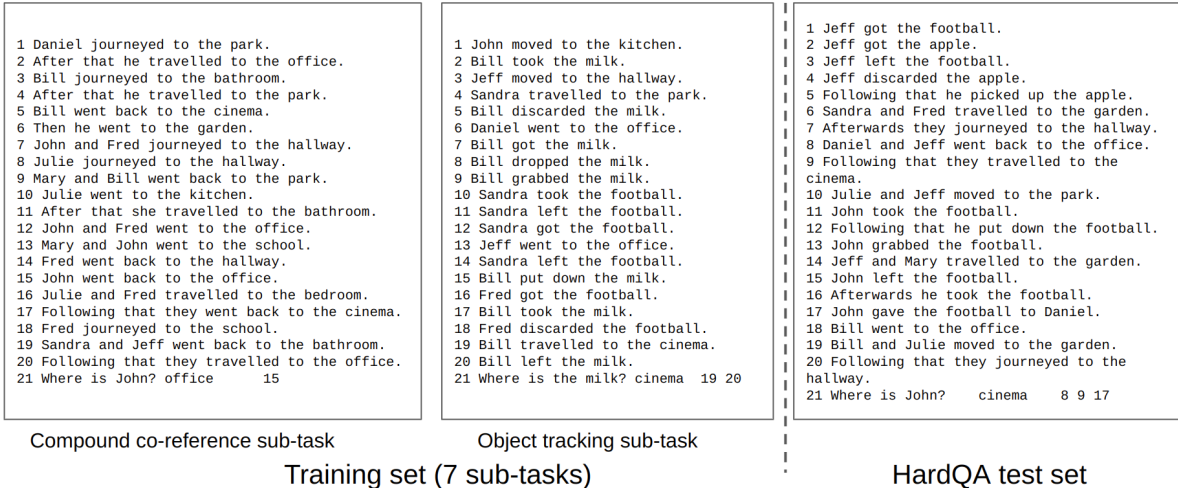 1 Daniel journeyed to the park.
2 After that he travelled to the office.
3 Bill journeyed to the bathroom.
4 After that he travelled to the park.
5 Bill went back to the cinema.
6 Then he went to the garden.
7 John and Fred journeyed to the hallway.
8 Julie journeyed to the hallway.
9 Mary and Bill went back to the park.
10 Julie went to the kitchen.
11 After that she travelled to the bathroom.
12 John and Fred went to the office.
13 Mary and John went to the school.
14 Fred went back to the hallway.
15 John went back to the office.
16 Julie and Fred travelled to the bedroom.
17 Following that they went back to the cinema.
18 Fred journeyed to the school.
19 Sandra and Jeff went back to the bathroom.
20 Following that they travelled to the office.
21 Where is John? office 15
Compound co-reference sub-task
1 John moved to the kitchen.
2 Bill took the milk.
3 Jeff moved to the hallway.
4 Sandra travelled to the park.
5 Bill discarded the milk.
6 Daniel went to the office.
7 Bill got the milk.
8 Bill dropped the milk.
9 Bill grabbed the milk.
10 Sandra took the football.
11 Sandra left the football.
12 Sandra got the football.
13 Jeff went to the office.
14 Sandra left the football.
15 Bill put down the milk.
16 Fred got the football.
17 Bill took the milk.
18 Fred discarded the football.
19 Bill travelled to the cinema.
20 Bill left the milk.
21 Where is the milk? cinema 19 20
Object tracking sub-task
Training set (7 sub-tasks)
1 Jeff got the football.
2 Jeff got the apple.
3 Jeff left the football.
4 Jeff discarded the apple.
5 Following that he picked up the apple.
6 Sandra and Fred travelled to the garden.
7 Afterwards they journeyed to the hallway.
8 Daniel and Jeff went back to the office.
9 Following that they travelled to the
cinema.
10 Julie and Jeff moved to the park.
11 John took the football.
12 Following that he put down the football.
13 John grabbed the football.
14 Jeff and Mary travelled to the garden.
15 John left the football.
16 Afterwards he took the football.
17 John gave the football to Daniel.
18 Bill went to the office.
19 Bill and Julie moved to the garden.
20 Following that they journeyed to the
hallway.
21 Where is John? cinema 8 9 17
HardQA test set